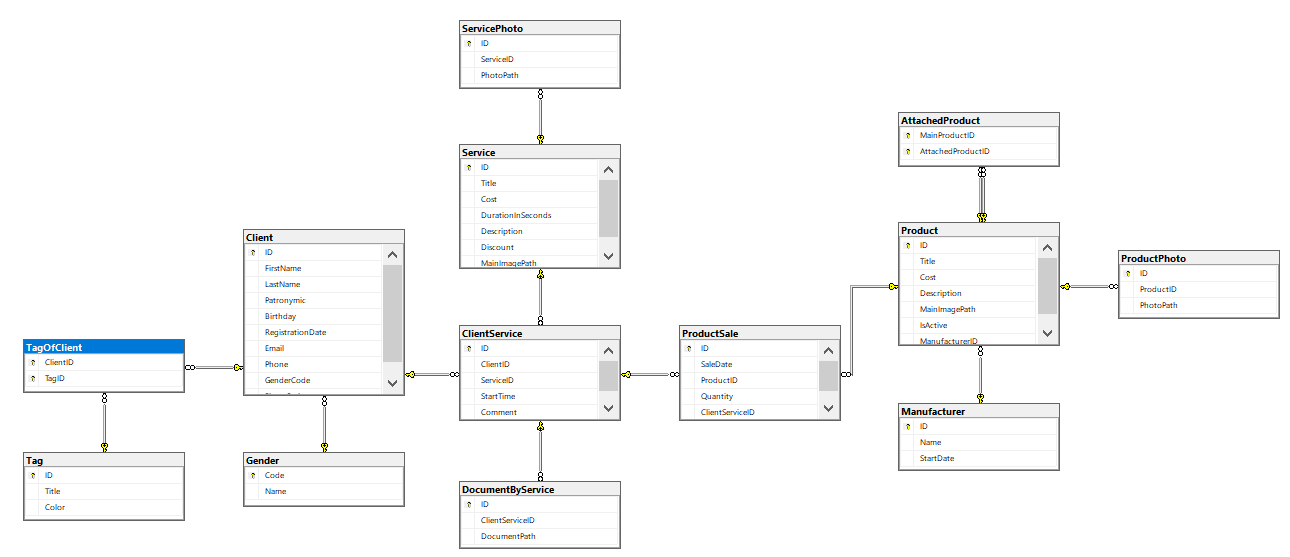 ServicePhoto
ID
ServiceID
PhotoPath
Service
ID
Title
Cost
DurationInSeconds
Description
Discount
MainImagePath
AttachedProduct
MainProductID
AttachedProductID
Product
ID
Title
Cost
Description
MainImagePath
IsActive
ManufacturerID
ProductPhoto
ID
ProductID
PhotoPath
Client
ID
FirstName
LastName
Patronymic
Birthday
RegistrationDate
Email
Phone
GenderCode
TagOfClient
ClientID
TagID
ClientService
ID
ClientID
ServiceID
StartTime
Comment
ProductSale
ID
SaleDate
ProductID
Quantity
ClientServiceID
Manufacturer
ID
Name
StartDate
Tag
ID
Title
Color
Gender
Code
Name
DocumentByService
ID
ClientServiceID
DocumentPath